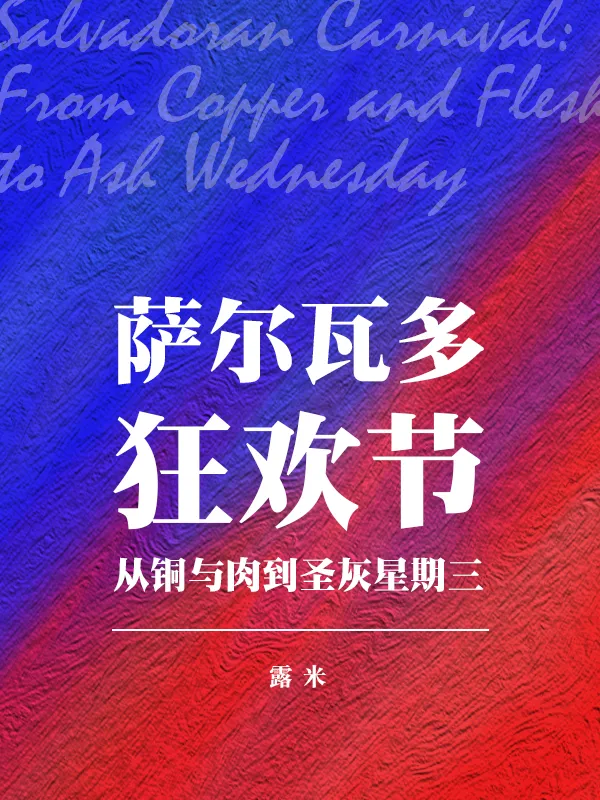 Salvadoran Carnival:
From Copper and Flesh
to Ash Wednesday
萨尔瓦多
狂欢节
从铜与肉到圣灰星期三
露米